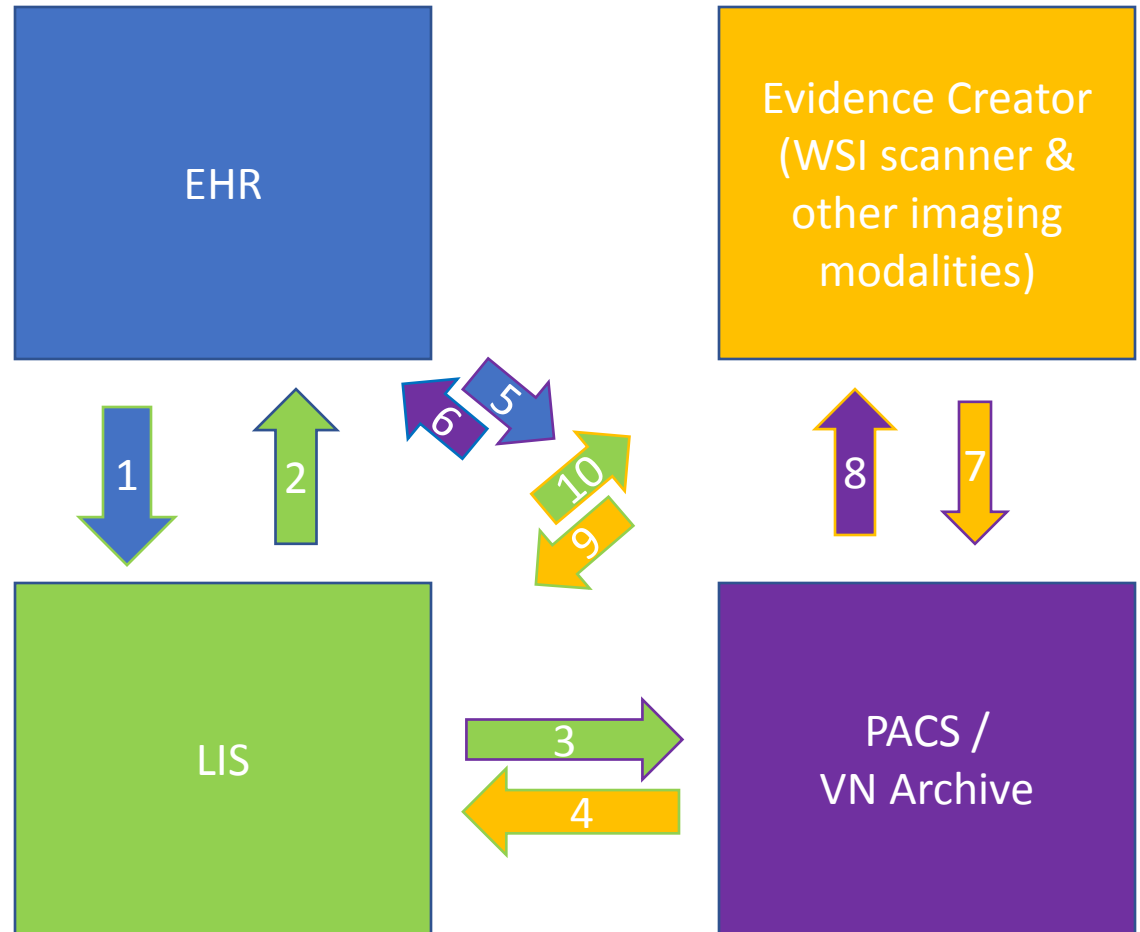 EHR
Evidence Creator
(WSI scanner &
other imaging
modalities)
5
6
1
2
10
8
7
9
3
4
LIS
PACS /
VN Archive